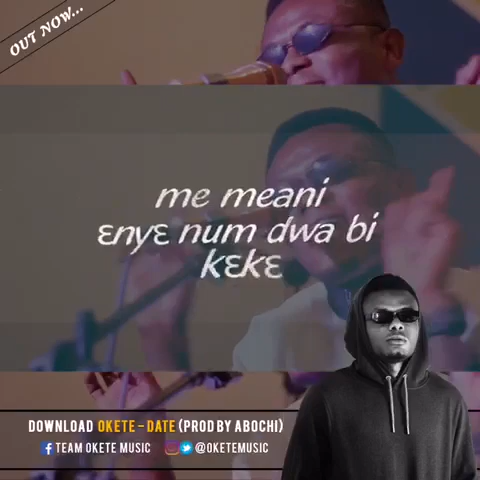 OUT NOW...
me meani
ɛnyɛ num dwa bi
kɛkɛ
DOWNLOAD OKETE - DATE (PROD BY ABOCHI)
TEAM OKETE MUSIC @OKETEMUSIC